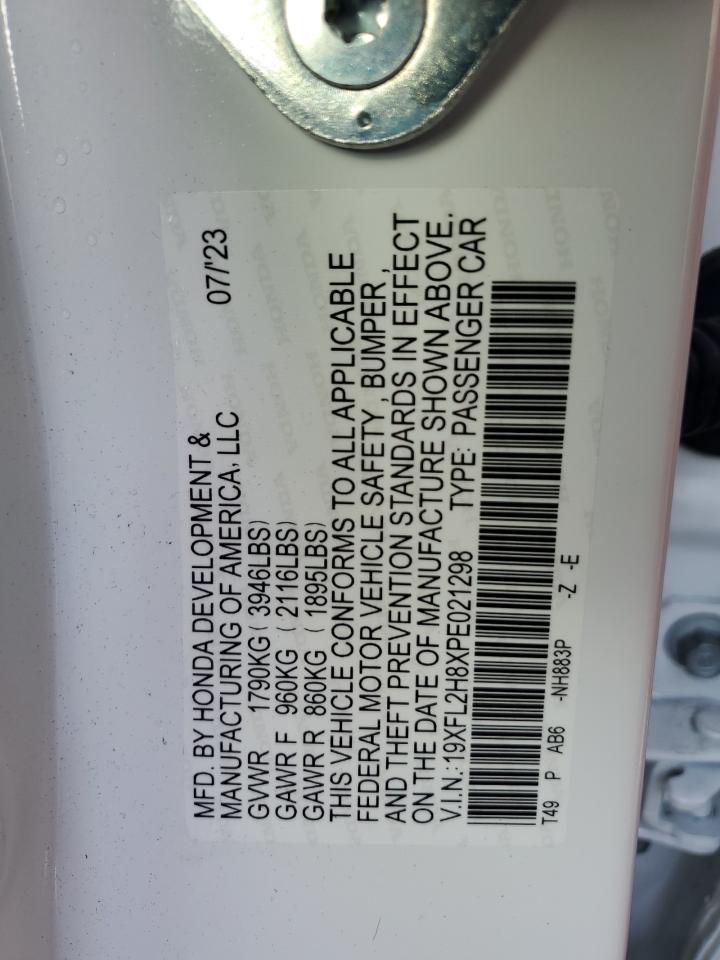 MFD. BY HONDA DEVELOPMENT &
MANUFACTURING OF AMERICA, LLC 07/'23
GVWR 1790KG (3946LBS)
GAWR F 960KG (2116LBS)
GAWR R 860KG (1895LBS)
THIS VEHICLE CONFORMS TO ALL APPLICABLE
FEDERAL MOTOR VEHICLE SAFETY, BUMPER,
AND THEFT PREVENTION STANDARDS IN EFFECT
ON THE DATE OF MANUFACTURE SHOWN ABOVE.
V.I.N.:19XFL2H8XPE021298 TYPE: PASSENGER CAR
T49 P AB6 -NH883P -Z -E